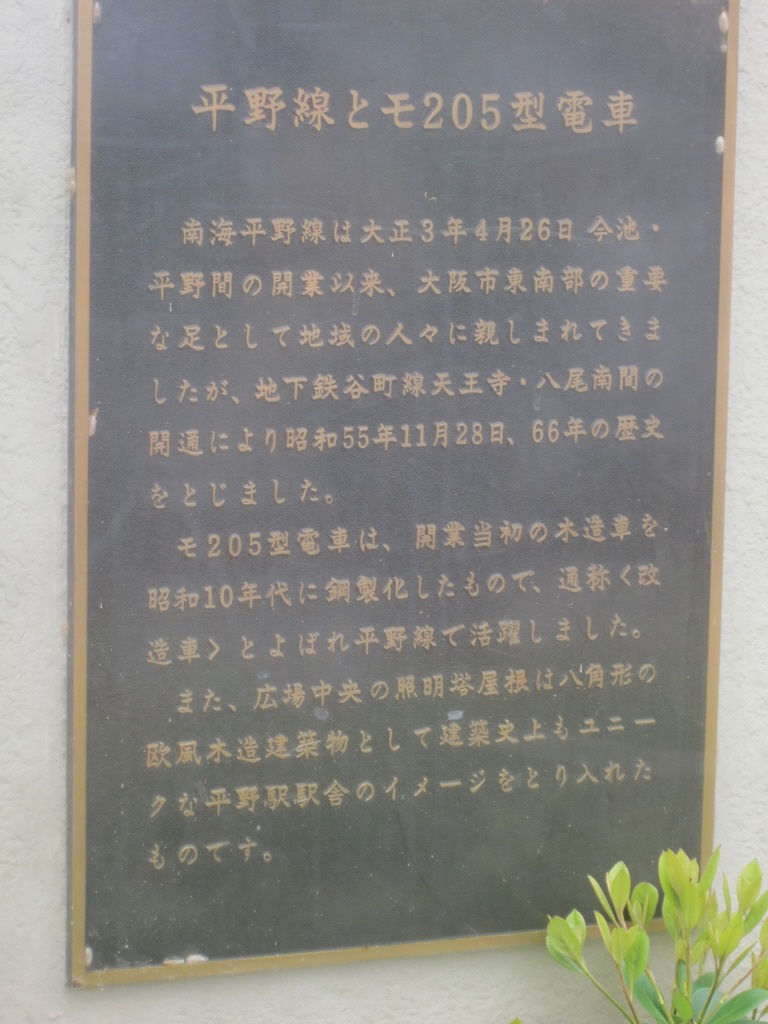 平野線とモ205型電車
南海平野線は大正3年4月26日 今池・
平野間の開業以来、大阪市東南部の重要
な足として地域の人々に親しまれてきま
したが、地下鉄谷町線天王寺・八尾南間の
開通により昭和55年11月28日、66年の歴史
をとじました。
モ205型電車は、開業当初の木造車を
昭和10年代に鋼製化したもので、通称〈改
造車〉とよばれ平野線で活躍しました。
また、広場中央の照明塔屋根は八角形の
欧風木造建築物として建築史上もユニー
クな平野駅駅舎のイメージをとり入れた
ものです。